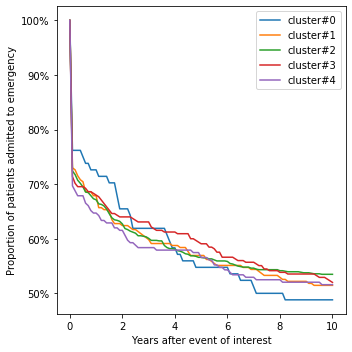 100%
90%
80%
70%
60%
50%
Proportion of patients admitted to emergency
cluster#0
cluster#1
cluster#2
cluster#3
cluster#4
0
2
4
6
8
10
Years after event of interest